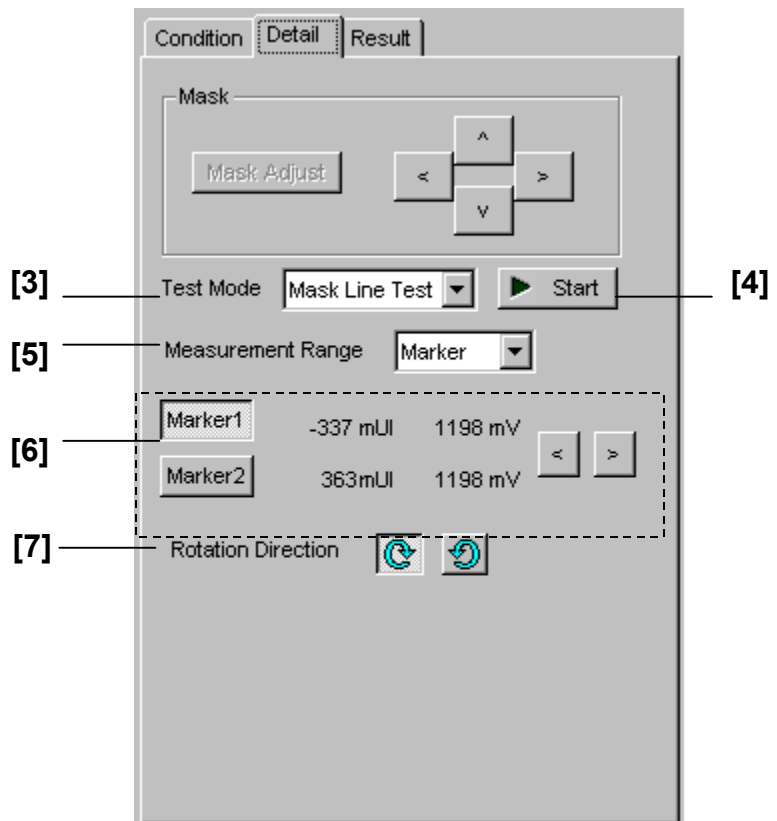 Condition Detail Result
Mask
Mask Adjust
^
< >
v
[3] Test Mode Mask Line Test Start [4]
[5] Measurement Range Marker
[6] Marker1 -337 mUI 1198 mV
< >
Marker2 363mUI 1198 mV
[7] Rotation Direction